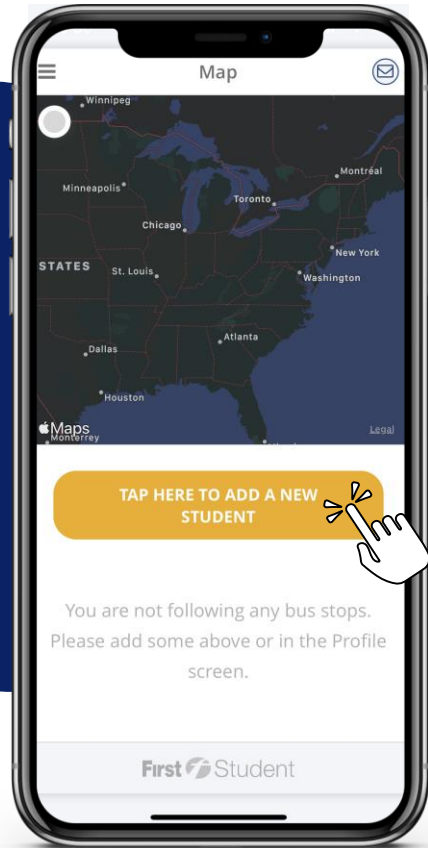 Map
Winnipeg
Montréal
Minneapolis
Toronto
Chicago
New York
STATES
St. Louis
Washington
Atlanta
Dallas
Houston
Maps
Legal
Monterrey
TAP HERE TO ADD A NEW
STUDENT
You are not following any bus stops.
Please add some above or in the Profile
screen.
First Student